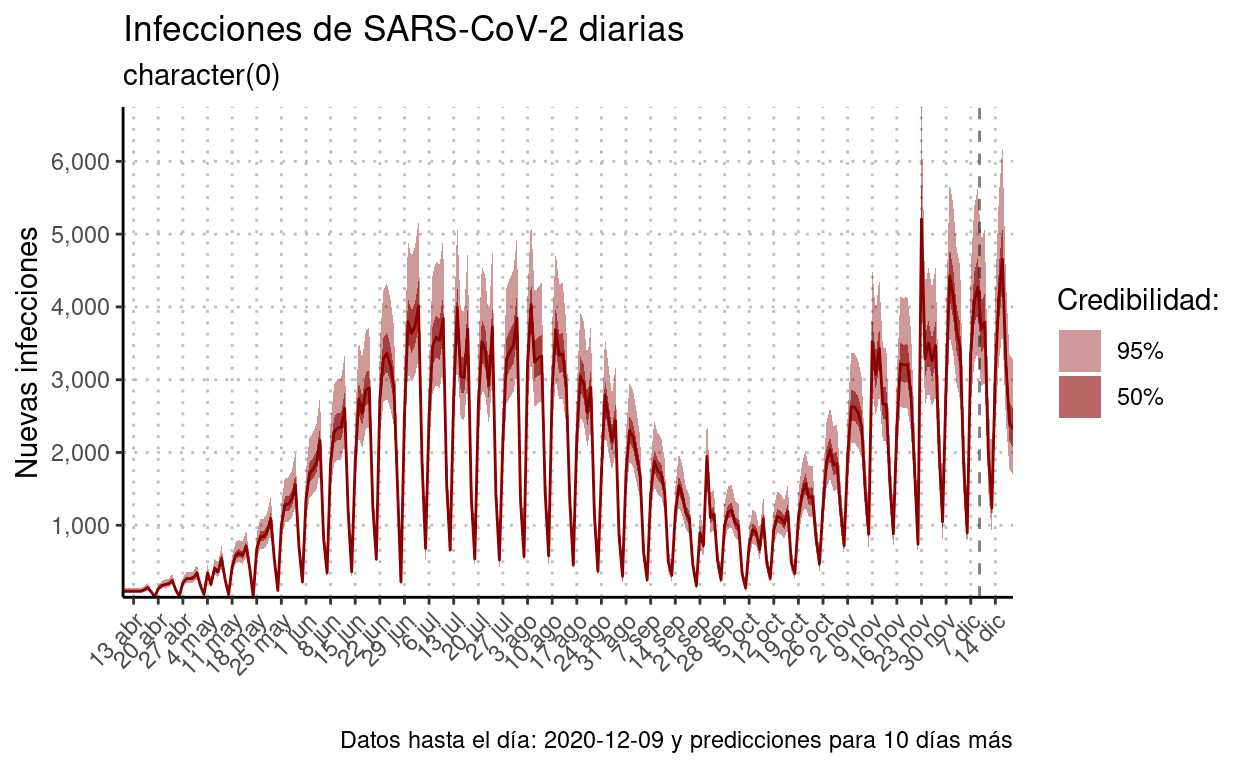 Infecciones de SARS-CoV-2 diarias
character(0)
Nuevas infecciones
6,000
5,000
4,000
3,000
2,000
1,000
13 abr
20 abr
27 abr
4 may
11 may
18 may
25 may
1 jun
8 jun
15 jun
22 jun
29 jun
6 jul
13 jul
20 jul
27 jul
3 ago
10 ago
17 ago
24 ago
31 ago
7 sep
14 sep
21 sep
28 sep
5 oct
12 oct
19 oct
26 oct
2 nov
9 nov
16 nov
23 nov
30 nov
7 dic
14 dic
Credibilidad:
95%
50%
Datos hasta el día: 2020-12-09 y predicciones para 10 días más